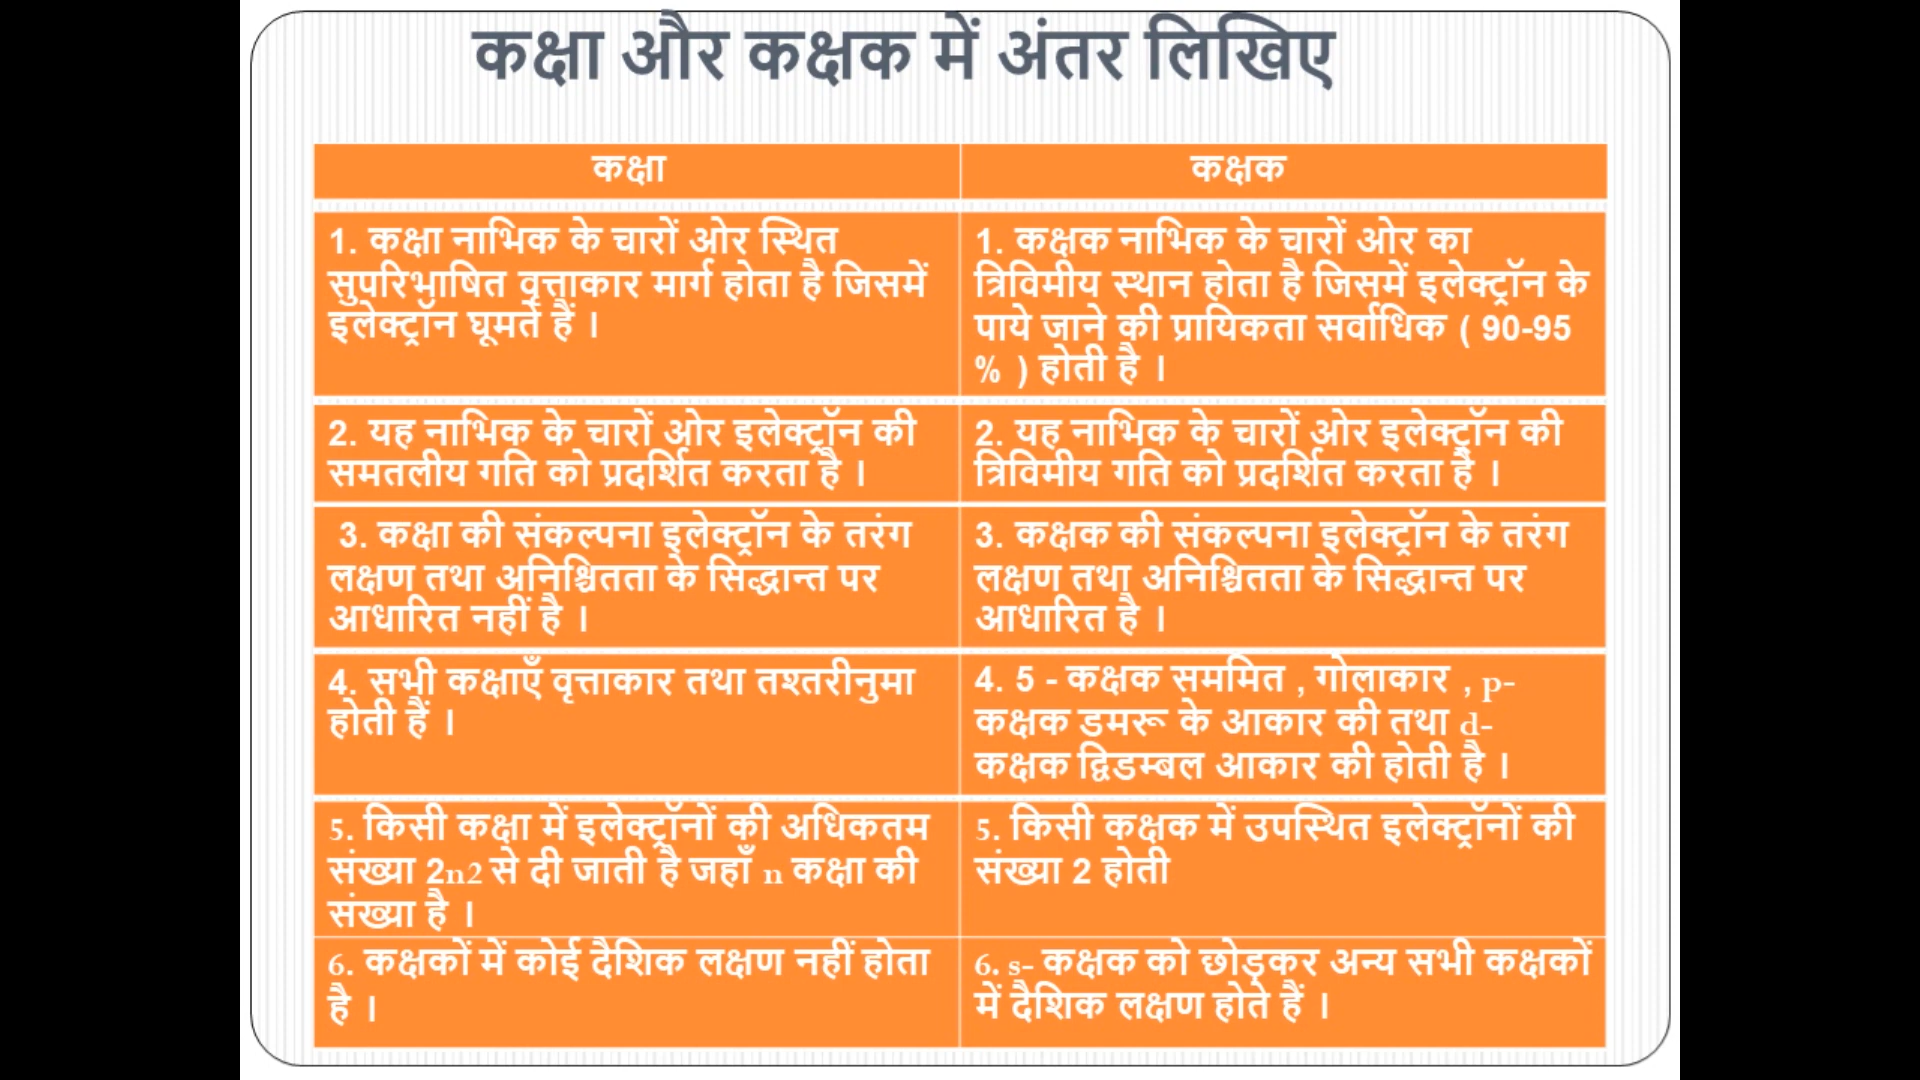 कक्षा और कक्षक में अंतर लिखिए
कक्षा
कक्षक
1. कक्षा नाभिक के चारों ओर स्थित
सुपरिभाषित वृत्ताकार मार्ग होता है जिसमें
इलेक्ट्रॉन घूमते हैं ।
1. कक्षक नाभिक के चारों ओर का
त्रिविमीय स्थान होता है जिसमें इलेक्ट्रॉन के
पाये जाने की प्रायिकता सर्वाधिक ( 90-95
% ) होती है ।
2. यह नाभिक के चारों ओर इलेक्ट्रॉन की
समतलीय गति को प्रदर्शित करता है ।
2. यह नाभिक के चारों ओर इलेक्ट्रॉन की
त्रिविमीय गति को प्रदर्शित करता है ।
3. कक्षा की संकल्पना इलेक्ट्रॉन के तरंग
लक्षण तथा अनिश्चितता के सिद्धान्त पर
आधारित नहीं है ।
3. कक्षक की संकल्पना इलेक्ट्रॉन के तरंग
लक्षण तथा अनिश्चितता के सिद्धान्त पर
आधारित है ।
4. सभी कक्षाएँ वृत्ताकार तथा तश्तरीनुमा
होती हैं ।
4. 5 - कक्षक सममित , गोलाकार , p-
कक्षक डमरू के आकार की तथा d-
कक्षक द्विडम्बल आकार की होती है ।
5. किसी कक्षा में इलेक्ट्रॉनों की अधिकतम
संख्या 2n2 से दी जाती है जहाँ n कक्षा की
संख्या है ।
5. किसी कक्षक में उपस्थित इलेक्ट्रॉनों की
संख्या 2 होती
6. कक्षकों में कोई दैशिक लक्षण नहीं होता
है ।
6. s- कक्षक को छोड़कर अन्य सभी कक्षकों
में दैशिक लक्षण होते हैं ।